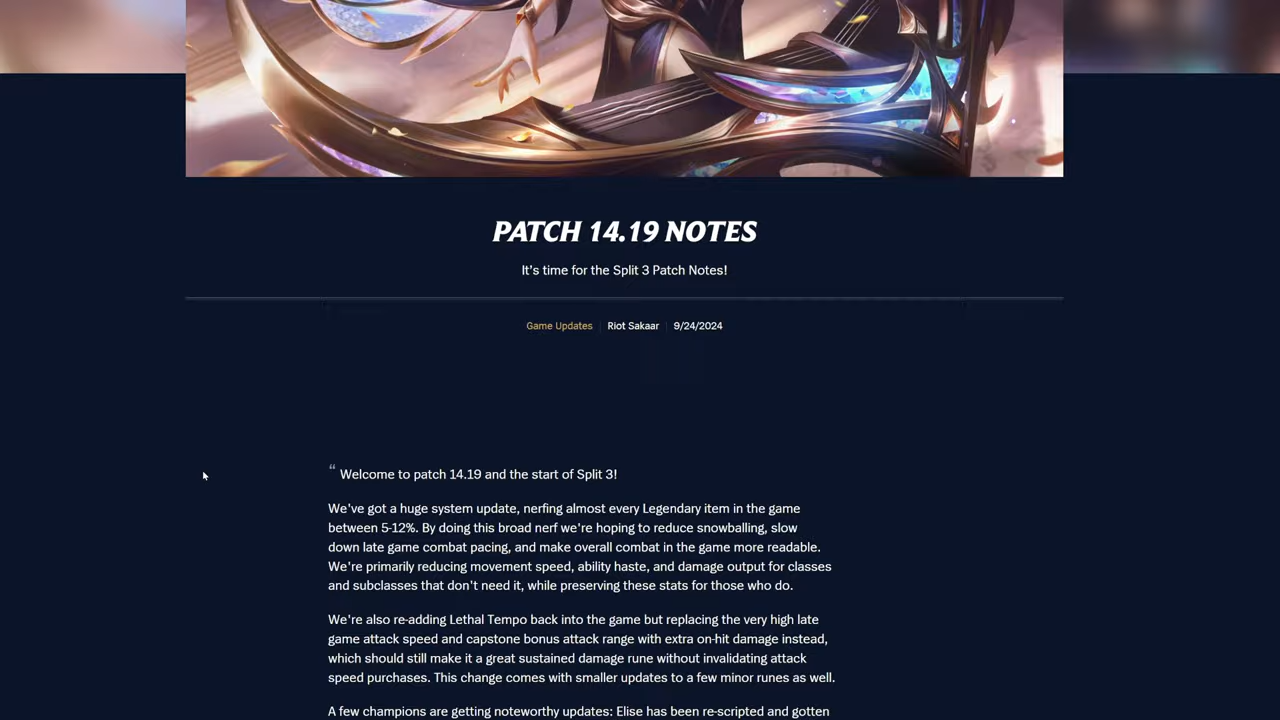 PATCH 14.19 NOTES
It's time for the Split 3 Patch Notes!
Game Updates | Riot Sakaar | 9/24/2024
“ Welcome to patch 14.19 and the start of Split 3!
We've got a huge system update, nerfing almost every Legendary item in the game
between 5-12%. By doing this broad nerf we're hoping to reduce snowballing, slow
down late game combat pacing, and make overall combat in the game more readable.
We're primarily reducing movement speed, ability haste, and damage output for classes
and subclasses that don't need it, while preserving these stats for those who do.
We're also re-adding Lethal Tempo back into the game but replacing the very high late
game attack speed and capstone bonus attack range with extra on-hit damage instead,
which should still make it a great sustained damage rune without invalidating attack
speed purchases. This change comes with smaller updates to a few minor runes as well.
A few champions are getting noteworthy updates: Elise has been re-scripted and gotten